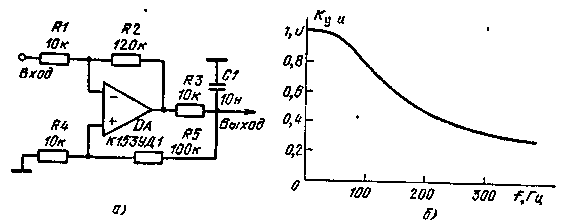 R1
10к
R2
120к
Вход
R3
10к
C1
10н
Выход
DA
К153УД1
R4
10к
R5
100к
а)
Kу и
1,0
0,8
0,6
0,4
0,2
0
100
200
300
f, Гц
б)